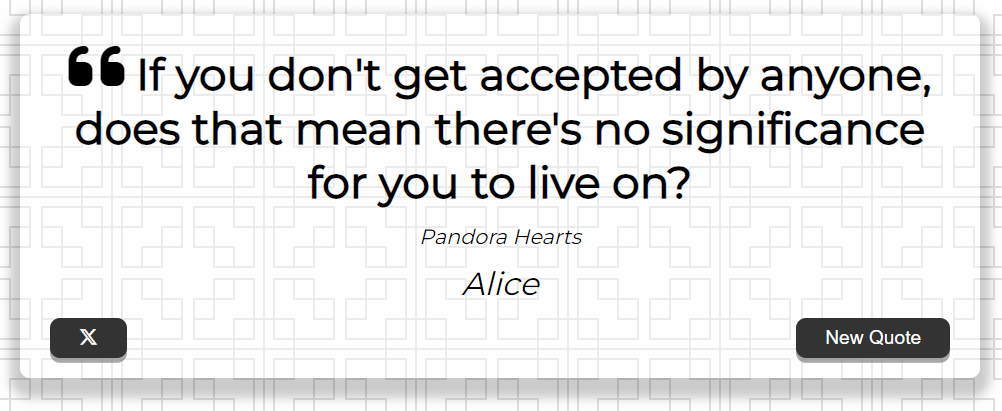 ❝ If you don't get accepted by anyone,
does that mean there's no significance
for you to live on?
Pandora Hearts
Alice
X
New Quote